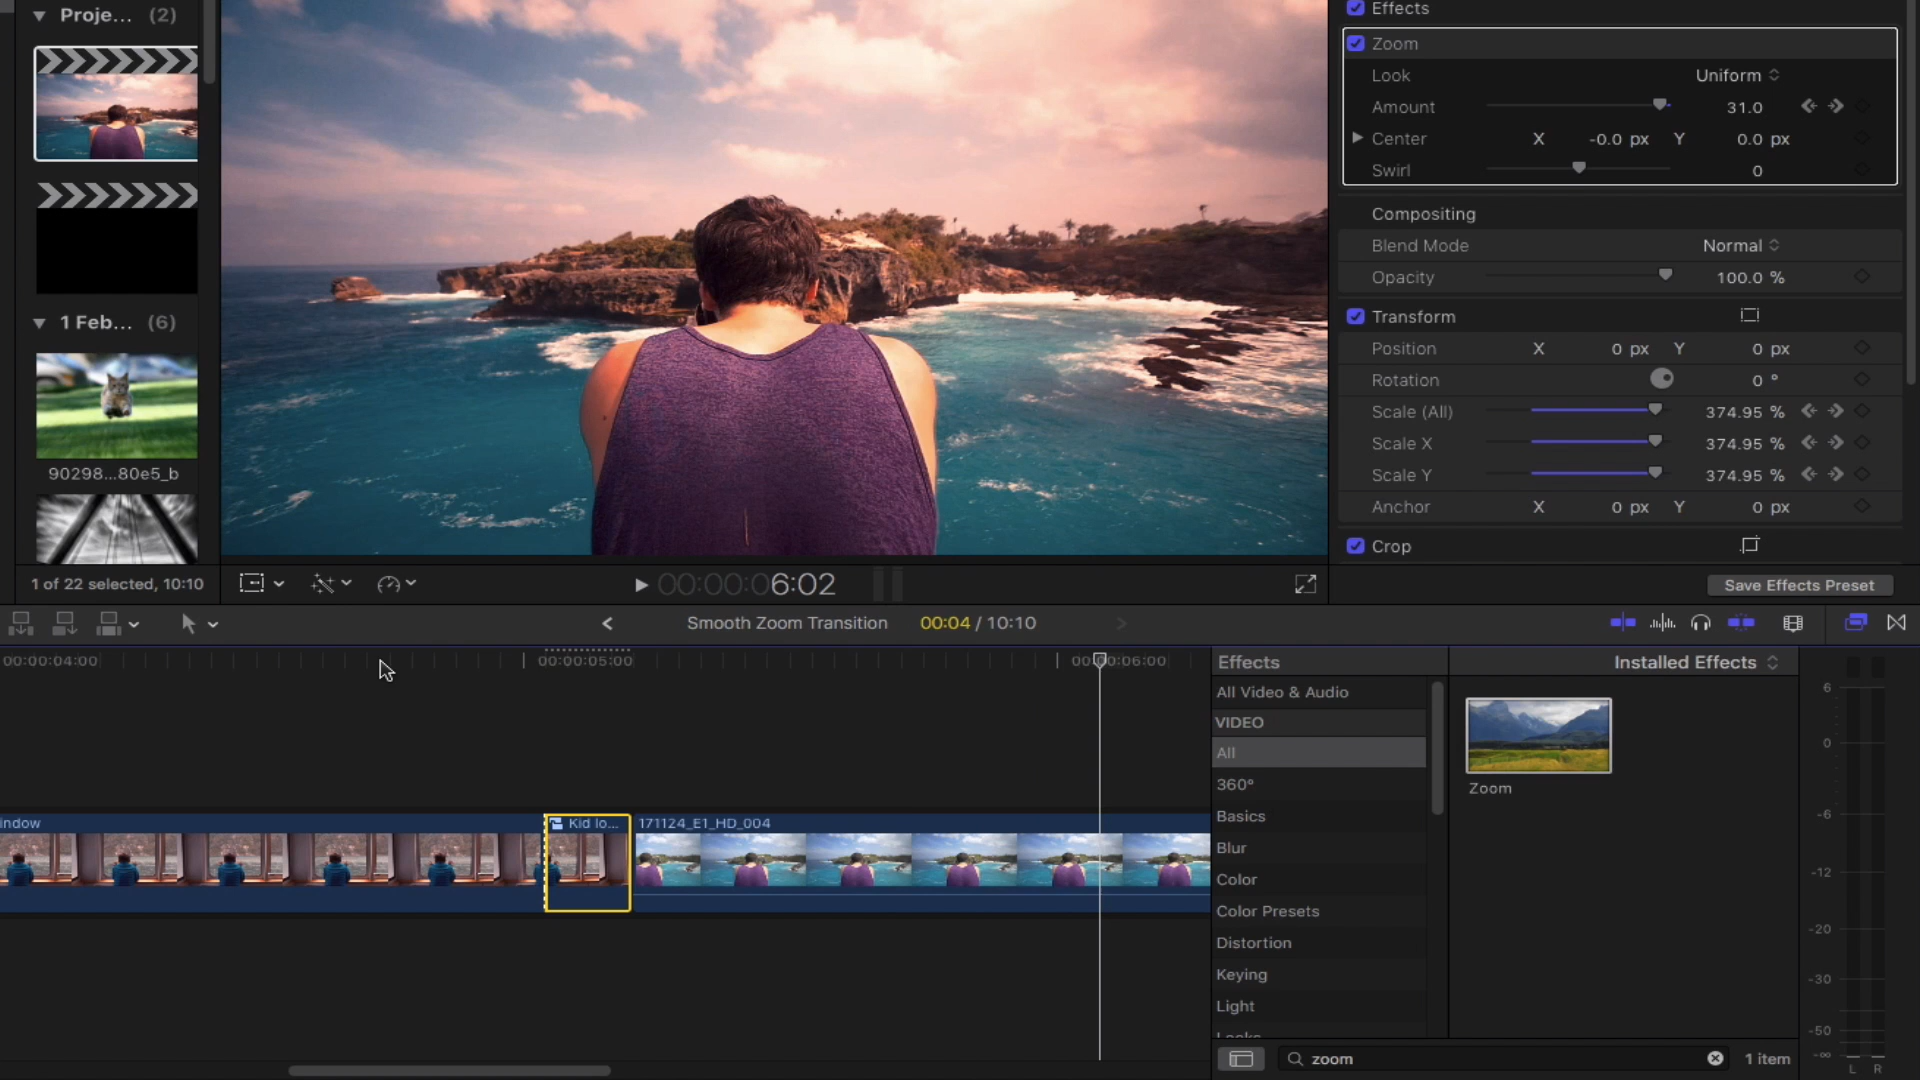 Proje... (2)
1 Feb... (6)
90298...80e5_b
1 of 22 selected, 10:10
00:00:06:02
Effects
Zoom
Look Uniform
Amount 31.0
Center X -0.0 px Y 0.0 px
Swirl 0
Compositing
Blend Mode Normal
Opacity 100.0 %
Transform
Position X 0 px Y 0 px
Rotation 0 °
Scale (All) 374.95 %
Scale X 374.95 %
Scale Y 374.95 %
Anchor X 0 px Y 0 px
Crop
Save Effects Preset
Smooth Zoom Transition 00:04 / 10:10
00:00:04:00 00:00:05:00 00:00:06:00
indow
Kid lo...
171124_E1_HD_004
Effects
Installed Effects
All Video & Audio
VIDEO
All
360°
Basics
Blur
Color
Color Presets
Distortion
Keying
Light
Looks
Zoom
zoom
1 item
6
0
-6
-12
-20
-30
-50
-∞
L R